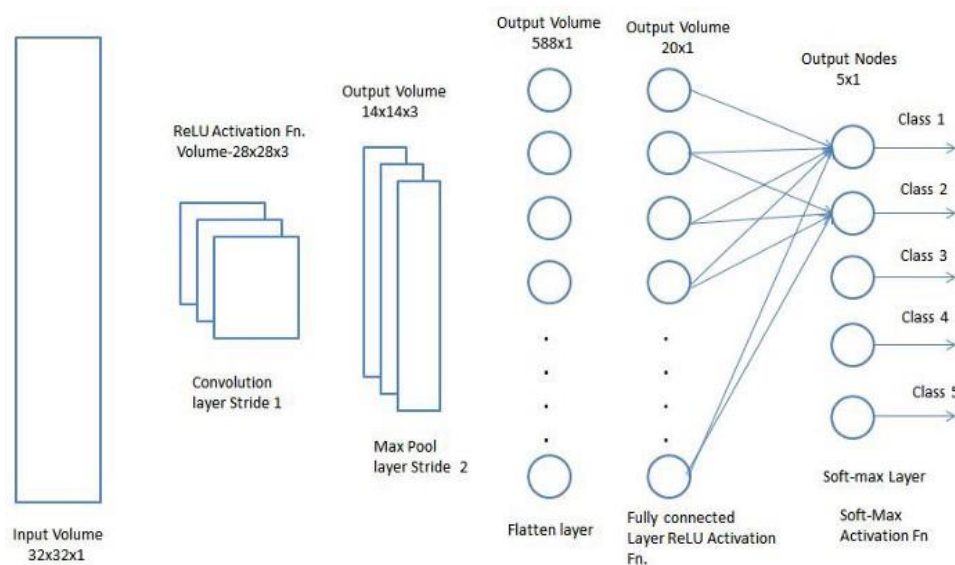 Input Volume
32x32x1
ReLU Activation Fn.
Volume-28x28x3
Convolution
layer Stride 1
Output Volume
14x14x3
Max Pool
layer Stride 2
Output Volume
588x1
Flatten layer
Output Volume
20x1
Fully connected
Layer ReLU Activation
Fn.
Output Nodes
5x1
Class 1
Class 2
Class 3
Class 4
Class 5
Soft-max Layer
Soft-Max
Activation Fn